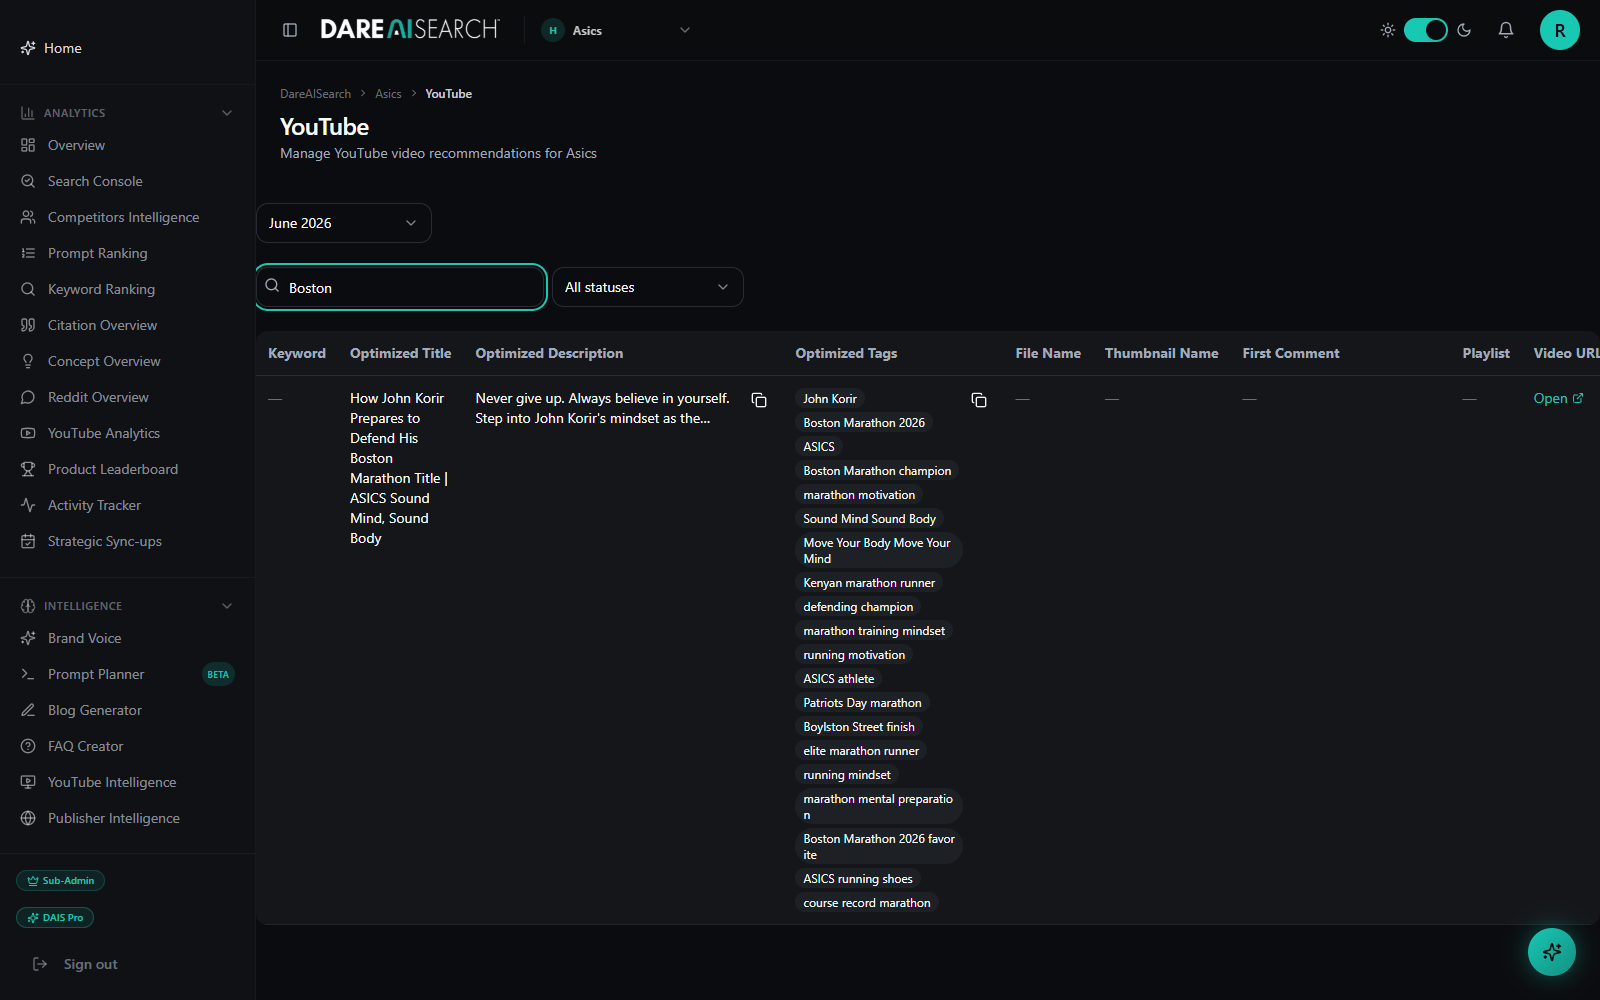 Home
ANALYTICS
Overview
Search Console
Competitors Intelligence
Prompt Ranking
Keyword Ranking
Citation Overview
Concept Overview
Reddit Overview
YouTube Analytics
Product Leaderboard
Activity Tracker
Strategic Sync-ups
INTELLIGENCE
Brand Voice
Prompt Planner BETA
Blog Generator
FAQ Creator
YouTube Intelligence
Publisher Intelligence
Sub-Admin
DAIS Pro
Sign out
DARE AI SEARCH
H Asics
R
DareAISearch > Asics > YouTube
YouTube
Manage YouTube video recommendations for Asics
June 2026
Boston
All statuses
Keyword Optimized Title Optimized Description Optimized Tags File Name Thumbnail Name First Comment Playlist Video URL
—
How John Korir
Prepares to
Defend His
Boston
Marathon Title |
ASICS Sound
Mind, Sound
Body
Never give up. Always believe in yourself.
Step into John Korir's mindset as the...
John Korir
Boston Marathon 2026
ASICS
Boston Marathon champion
marathon motivation
Sound Mind Sound Body
Move Your Body Move Your
Mind
Kenyan marathon runner
defending champion
marathon training mindset
running motivation
ASICS athlete
Patriots Day marathon
Boylston Street finish
elite marathon runner
running mindset
marathon mental preparatio
n
Boston Marathon 2026 favor
ite
ASICS running shoes
course record marathon
—
—
—
—
Open